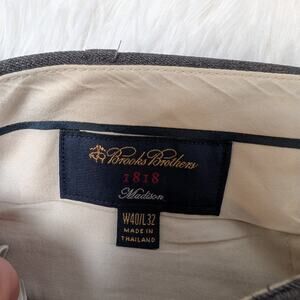 Brooks Brothers
1818
Madison
W40/L32
MADE IN
THAILAND